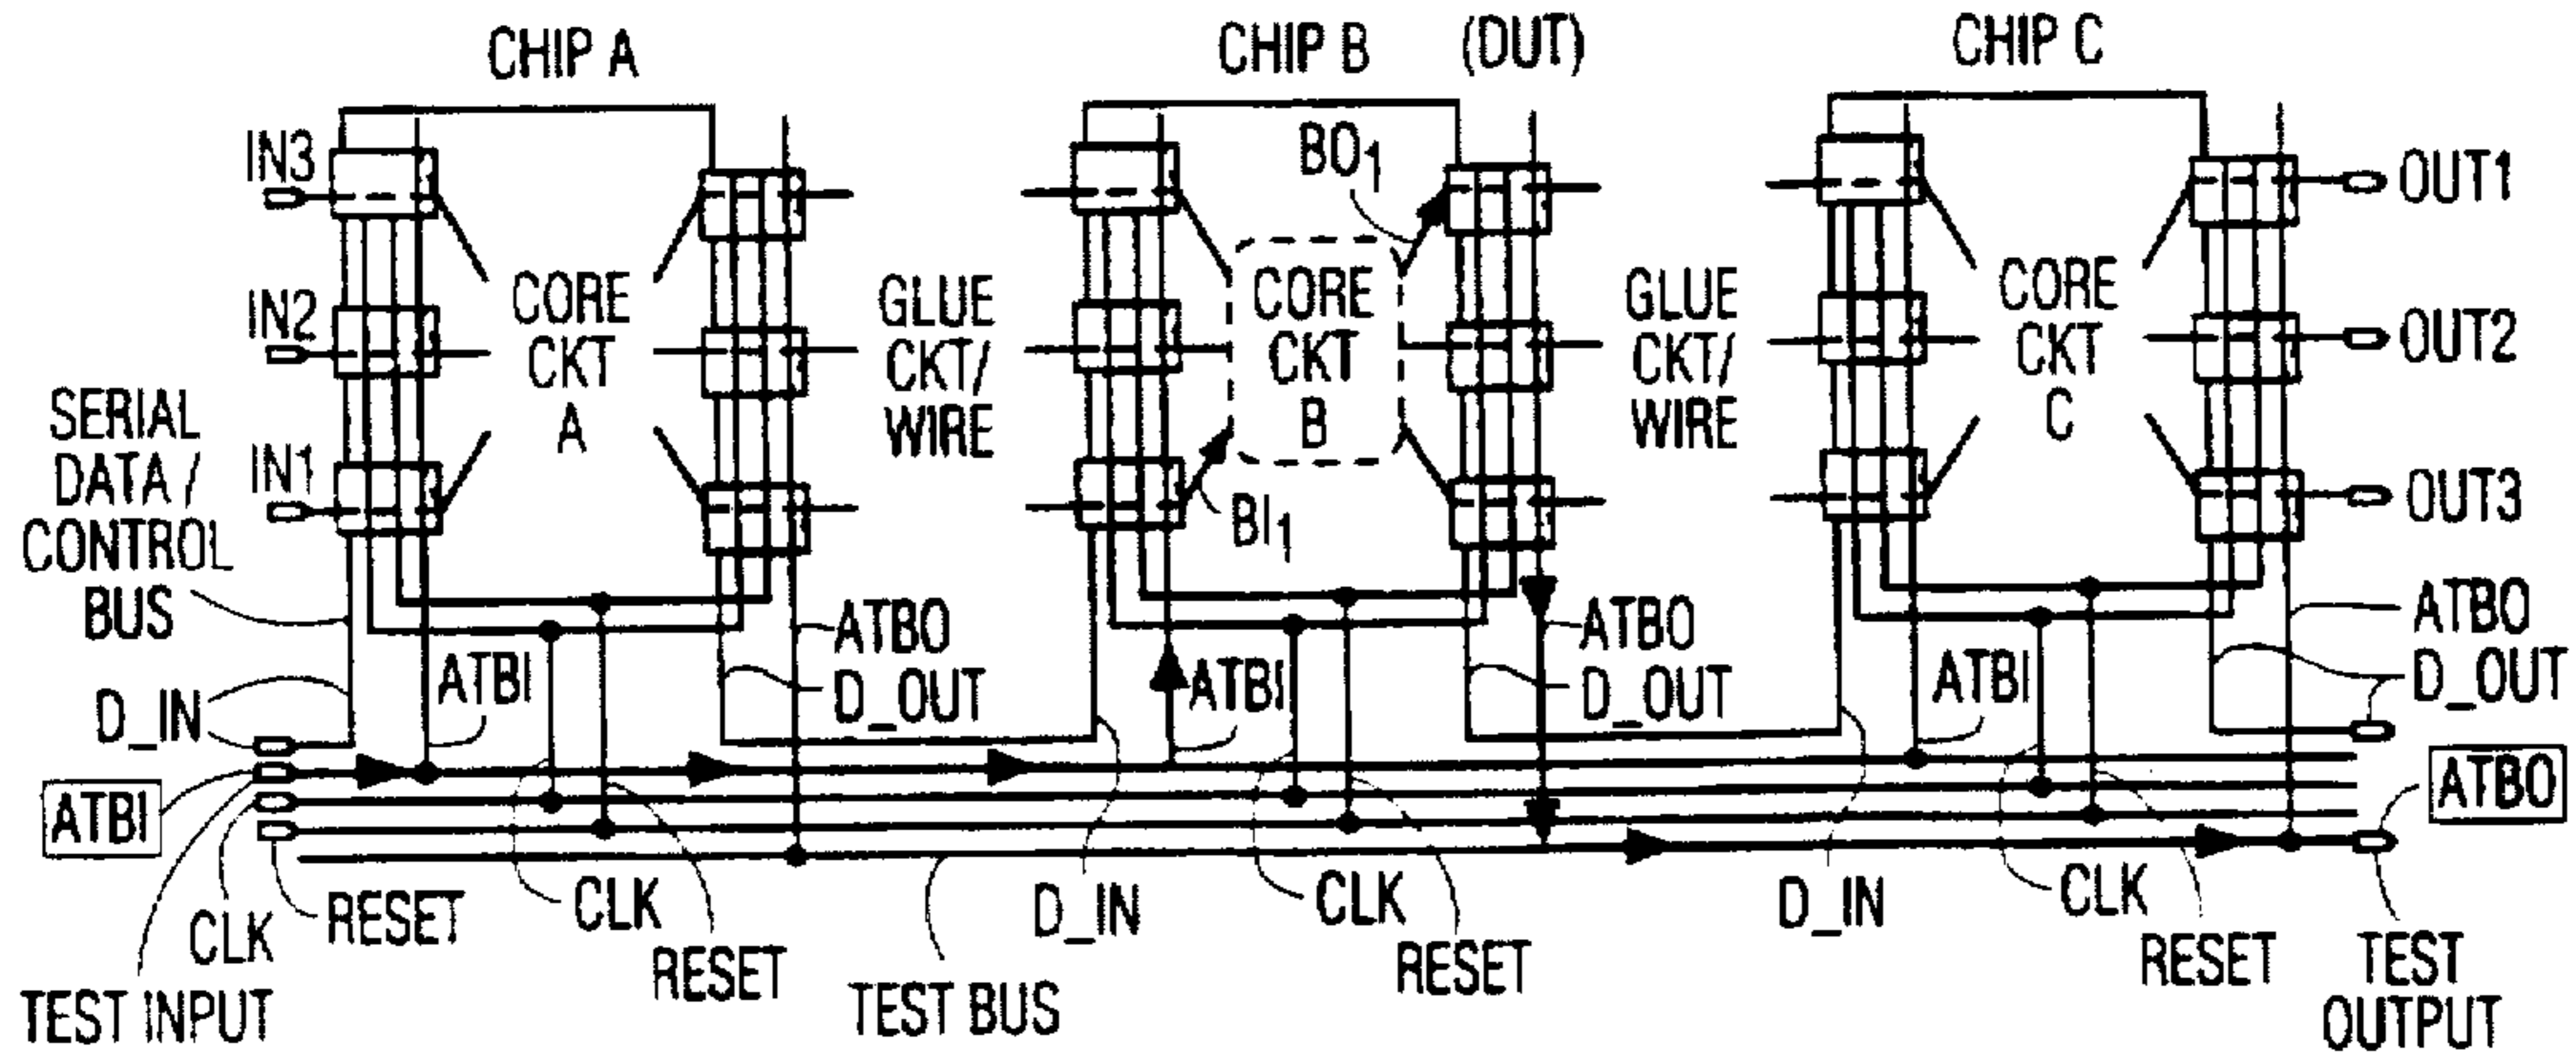 CHIP A
CHIP B (DUT)
CHIP C
IN3
IN2
IN1
CORE
CKT
A
GLUE
CKT/
WIRE
BO1
CORE
CKT
B
BI1
GLUE
CKT/
WIRE
CORE
CKT
C
OUT1
OUT2
OUT3
SERIAL
DATA /
CONTROL
BUS
D_IN
ATBI
ATBO
D_OUT
ATBI
ATBO
D_OUT
ATBI
ATBO
D_OUT
ATBI
ATBO
CLK
RESET
CLK
RESET
D_IN
CLK
RESET
D_IN
CLK
RESET
TEST INPUT
TEST BUS
TEST
OUTPUT